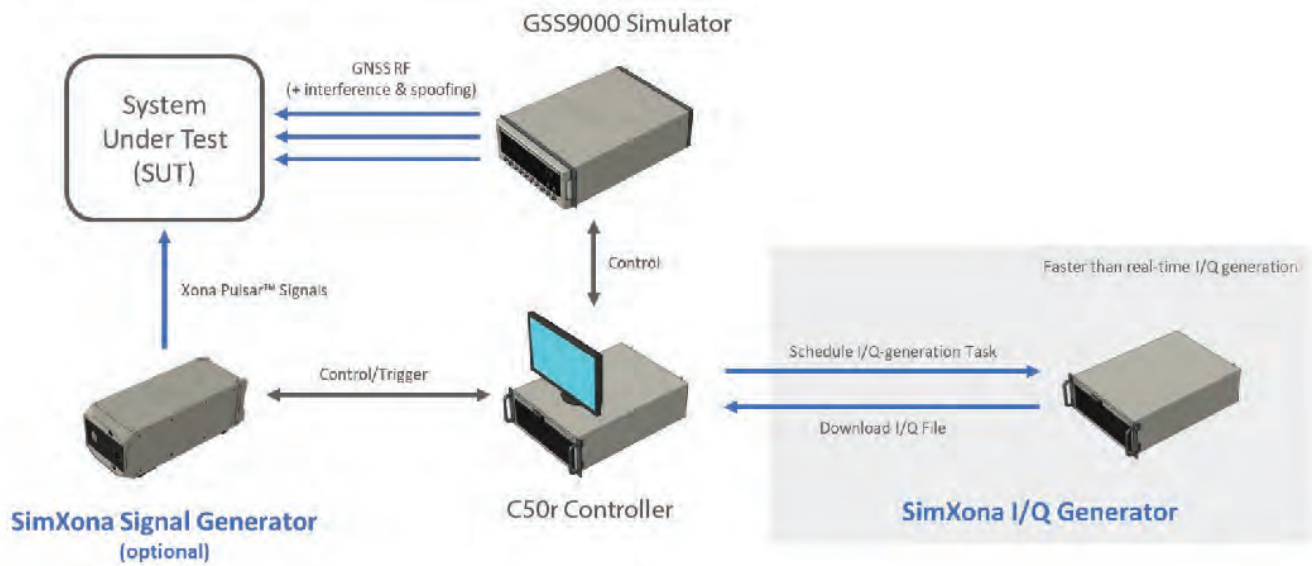 GSS9000 Simulator
GNSS RF
(+ interference & spoofing)
System
Under Test
(SUT)
Control
Faster than real-time I/Q generation
Xona Pulsar™ Signals
Schedule I/Q-generation Task
Control/Trigger
Download I/Q File
C50r Controller
SimXona I/Q Generator
SimXona Signal Generator
(optional)